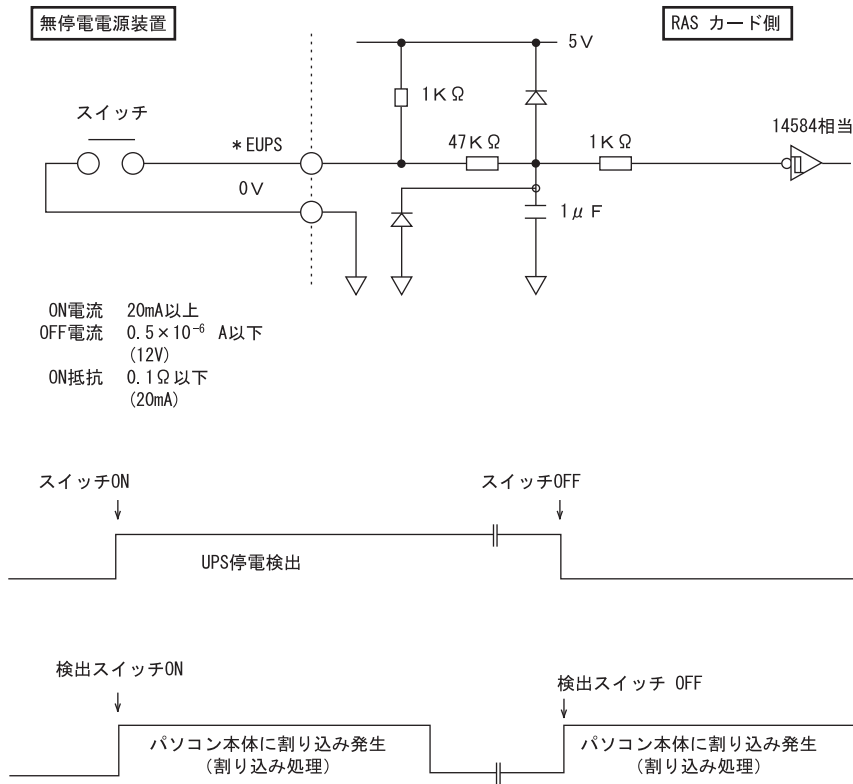 無停電電源装置
RAS カード側
5V
1KΩ
スイッチ
14584相当
*EUPS
47KΩ
1KΩ
0V
1μF
ON電流 20mA以上
OFF電流 0.5×10⁻⁶ A以下
(12V)
ON抵抗 0.1Ω以下
(20mA)
スイッチON
スイッチOFF
UPS停電検出
検出スイッチON
検出スイッチ OFF
パソコン本体に割り込み発生
(割り込み処理)
パソコン本体に割り込み発生
(割り込み処理)